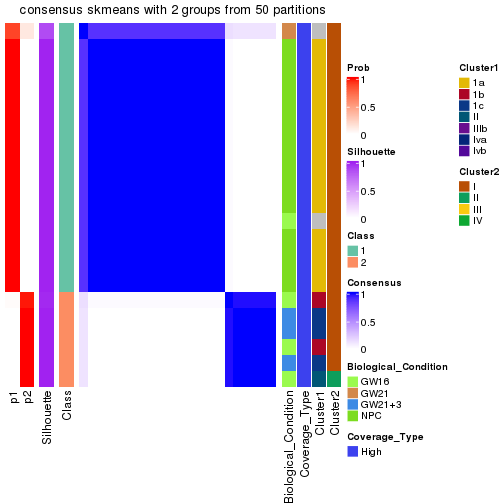 consensus skmeans with 2 groups from 50 partitions
p1
p2
Silhouette
Class
Biological_Condition
Coverage_Type
Cluster1
Cluster2
Prob
1
0.5
0
Silhouette
1
0.5
0
Class
1
2
Consensus
1
0.5
0
Biological_Condition
GW16
GW21
GW21+3
NPC
Coverage_Type
High
Cluster1
1a
1b
1c
II
IIIb
Iva
Ivb
Cluster2
I
II
III
IV